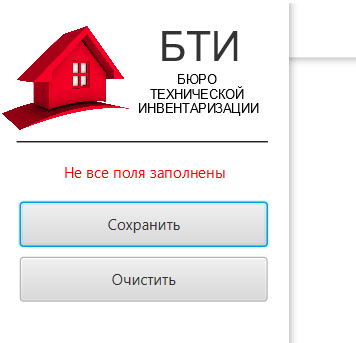 БТИ
БЮРО
ТЕХНИЧЕСКОЙ
ИНВЕНТАРИЗАЦИИ
Не все поля заполнены
Сохранить
Очистить